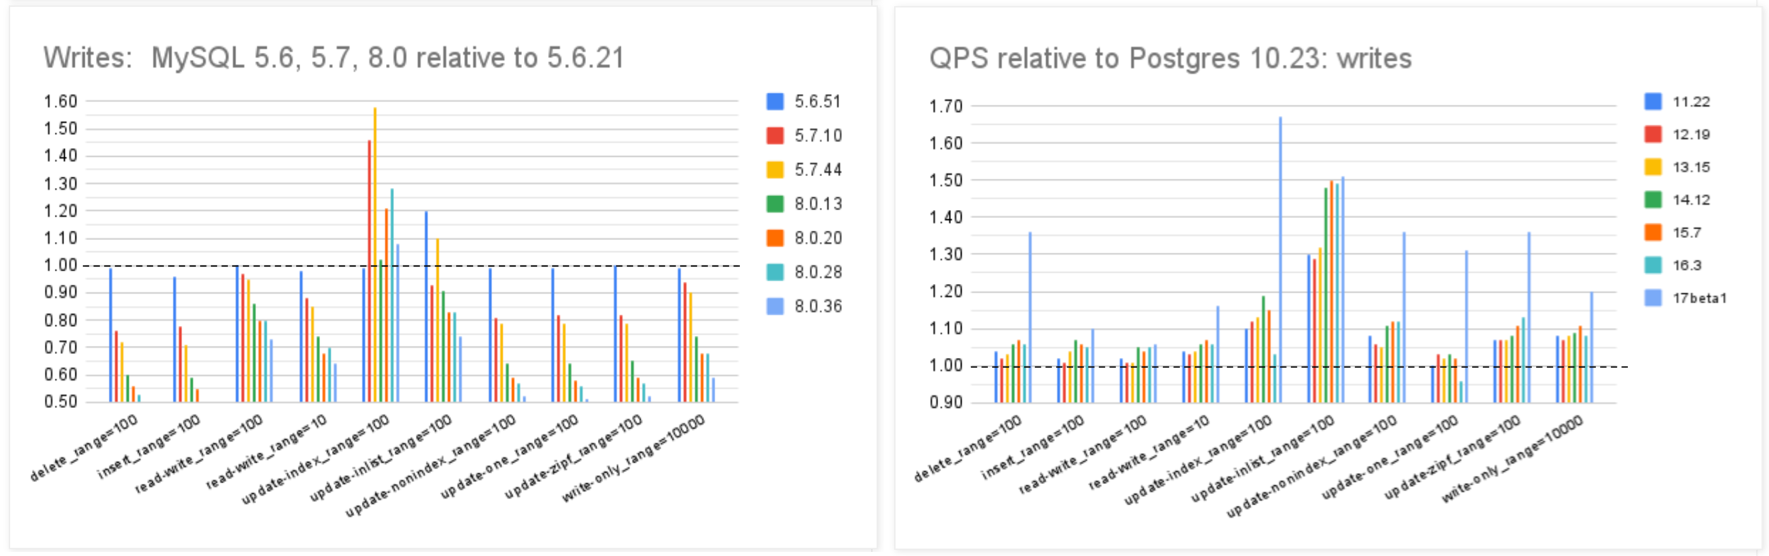 Writes:  MySQL 5.6, 5.7, 8.0 relative to 5.6.21
1.60
1.50
1.40
1.30
1.20
1.10
1.00
0.90
0.80
0.70
0.60
0.50
delete_range=100
insert_range=100
read-write_range=100
read-write_range=10
update-index_range=100
update-inlist_range=100
update-nonindex_range=100
update-one_range=100
update-zipf_range=100
write-only_range=10000
5.6.51
5.7.10
5.7.44
8.0.13
8.0.20
8.0.28
8.0.36
QPS relative to Postgres 10.23: writes
1.70
1.60
1.50
1.40
1.30
1.20
1.10
1.00
0.90
delete_range=100
insert_range=100
read-write_range=100
read-write_range=10
update-index_range=100
update-inlist_range=100
update-nonindex_range=100
update-one_range=100
update-zipf_range=100
write-only_range=10000
11.22
12.19
13.15
14.12
15.7
16.3
17beta1